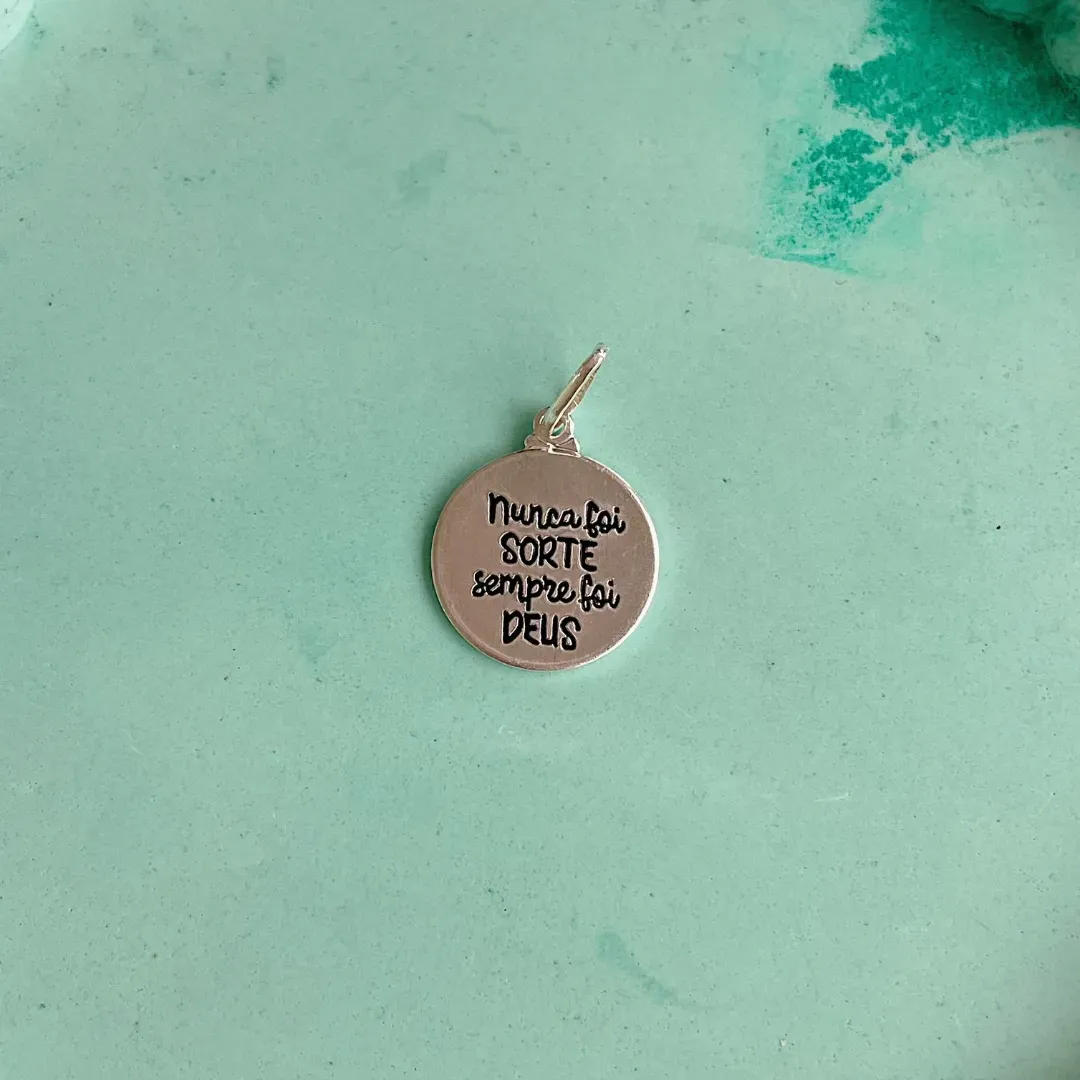 Nunca foi
SORTE
sempre foi
DEUS